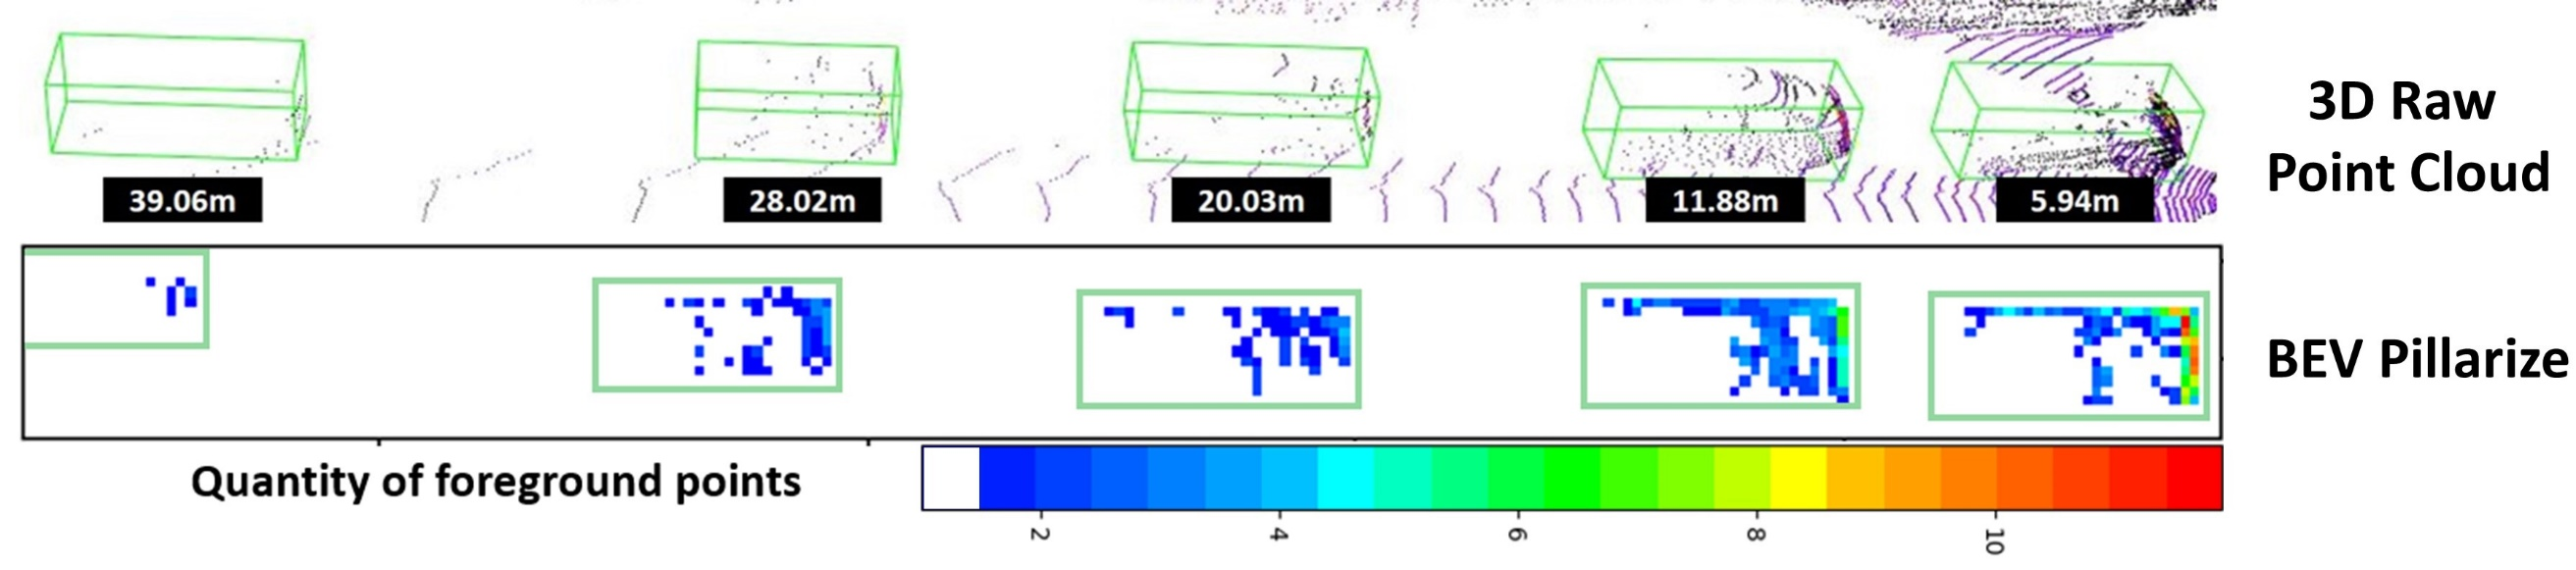 3D Raw
Point Cloud
39.06m
28.02m
20.03m
11.88m
5.94m
BEV Pillarize
Quantity of foreground points
2
4
6
8
10